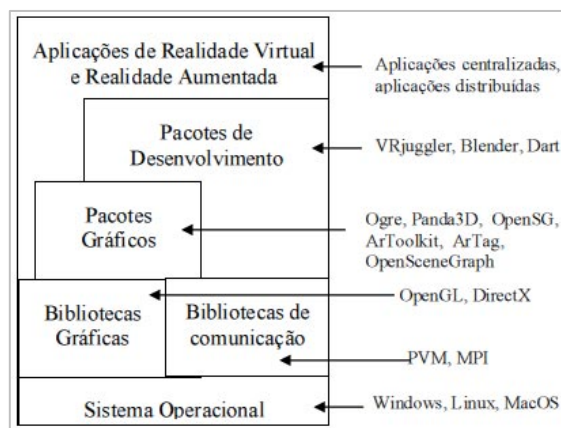 Aplicações de Realidade Virtual
e Realidade Aumentada
Aplicações centralizadas,
aplicações distribuídas
Pacotes de
Desenvolvimento
VRjuggler, Blender, Dart
Pacotes
Gráficos
Ogre, Panda3D, OpenSG,
ArToolkit, ArTag,
OpenSceneGraph
Bibliotecas
Gráficas
OpenGL, DirectX
Bibliotecas de
comunicação
PVM, MPI
Sistema Operacional
Windows, Linux, MacOS